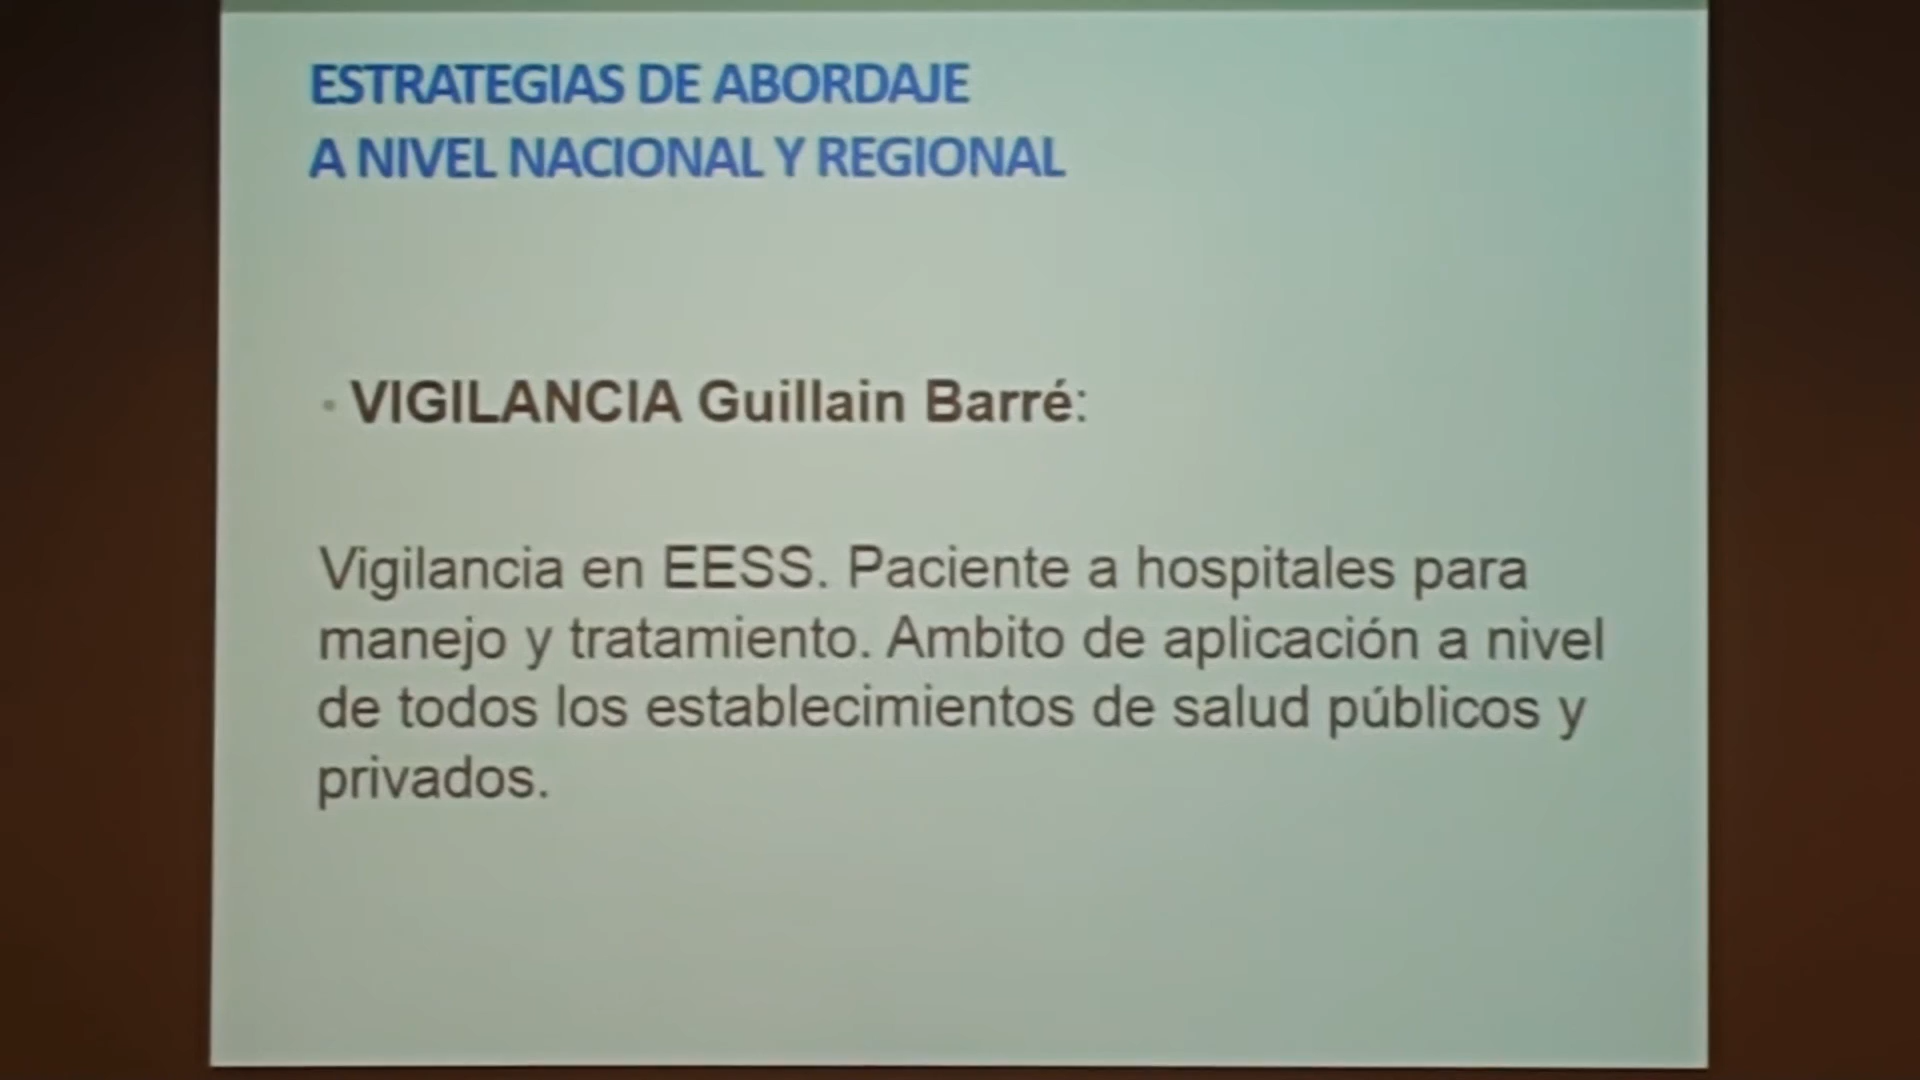 ESTRATEGIAS DE ABORDAJE
A NIVEL NACIONAL Y REGIONAL
• VIGILANCIA Guillain Barré:
Vigilancia en EESS. Paciente a hospitales para
manejo y tratamiento. Ambito de aplicación a nivel
de todos los establecimientos de salud públicos y
privados.